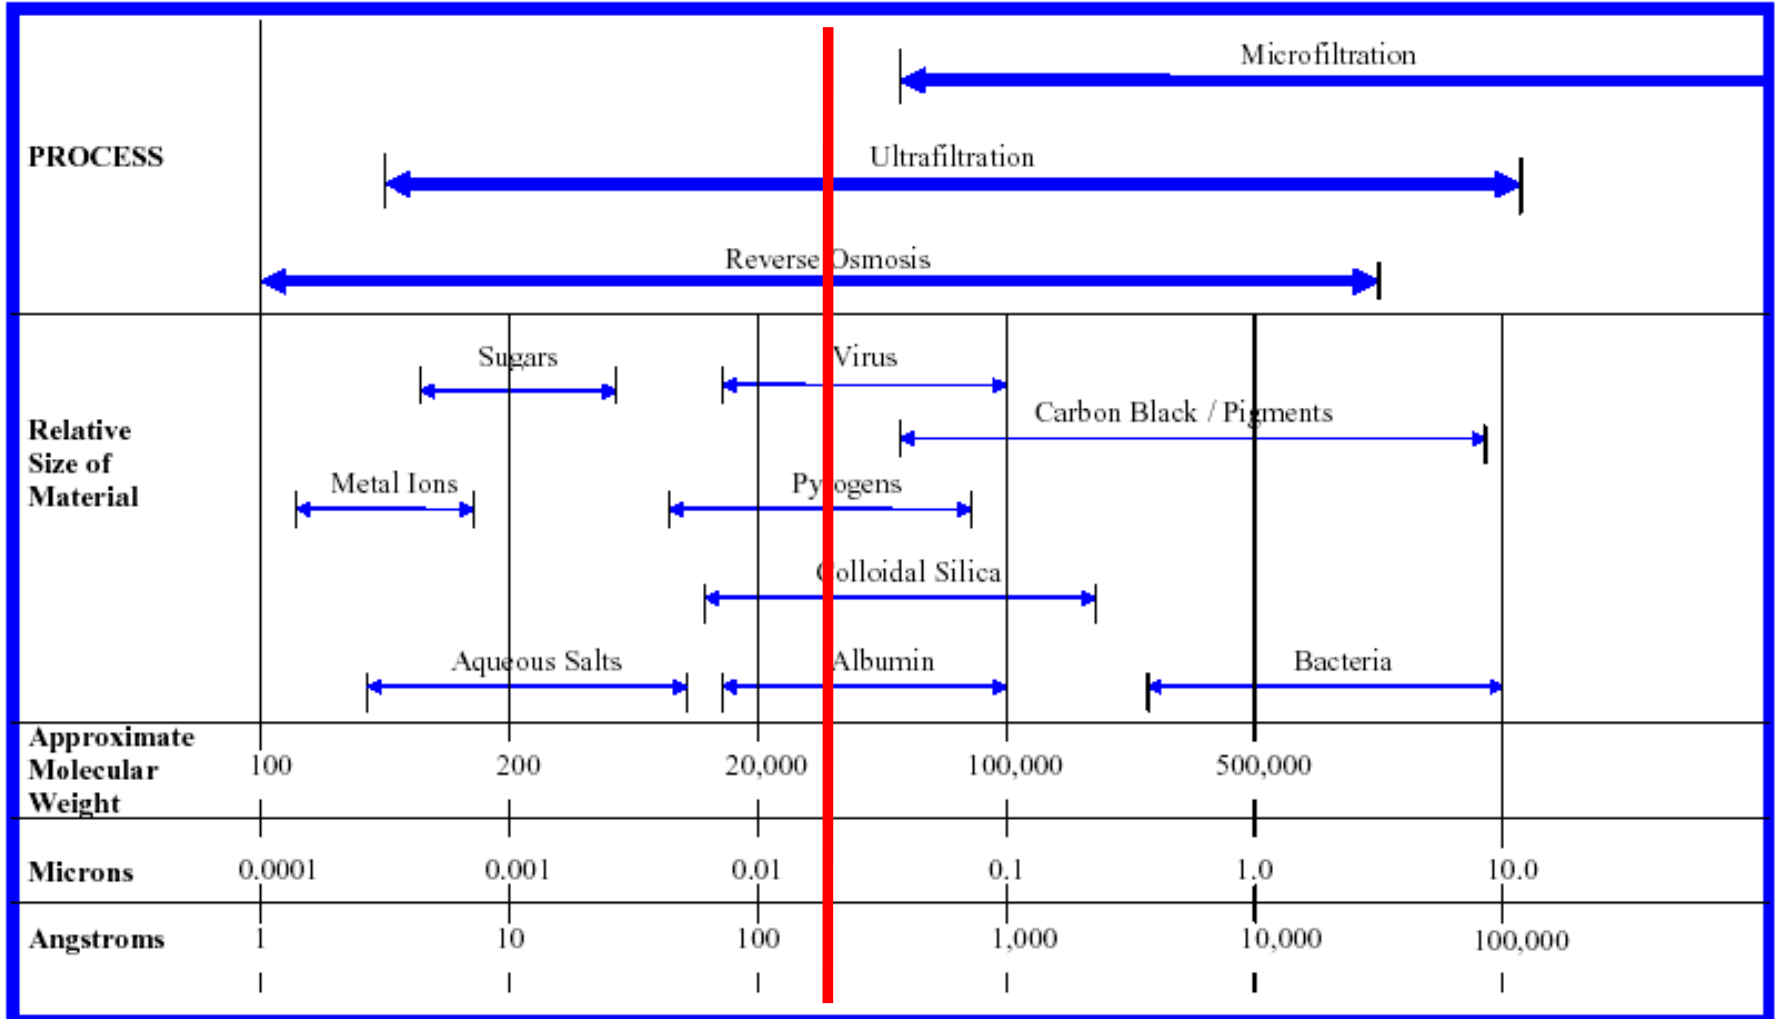 Microfiltration
PROCESS
Ultrafiltration
Reverse Osmosis
Sugars
Virus
Carbon Black / Pigments
Relative
Size of
Material
Metal Ions
Pyrogens
Colloidal Silica
Aqueous Salts
Albumin
Bacteria
Approximate
Molecular
Weight
100 200 20,000 100,000 500,000
Microns 0.0001 0.001 0.01 0.1 1.0 10.0
Angstroms 1 10 100 1,000 10,000 100,000